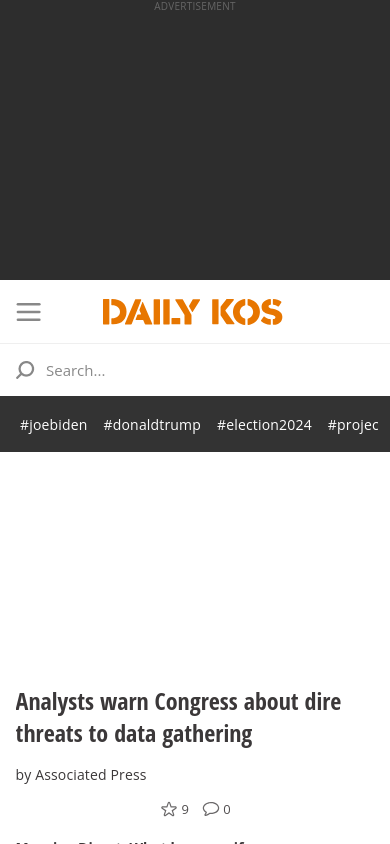 ADVERTISEMENT
DAILY KOS
Search...
#joebiden #donaldtrump #election2024 #projec
Analysts warn Congress about dire
threats to data gathering
by Associated Press
9 0